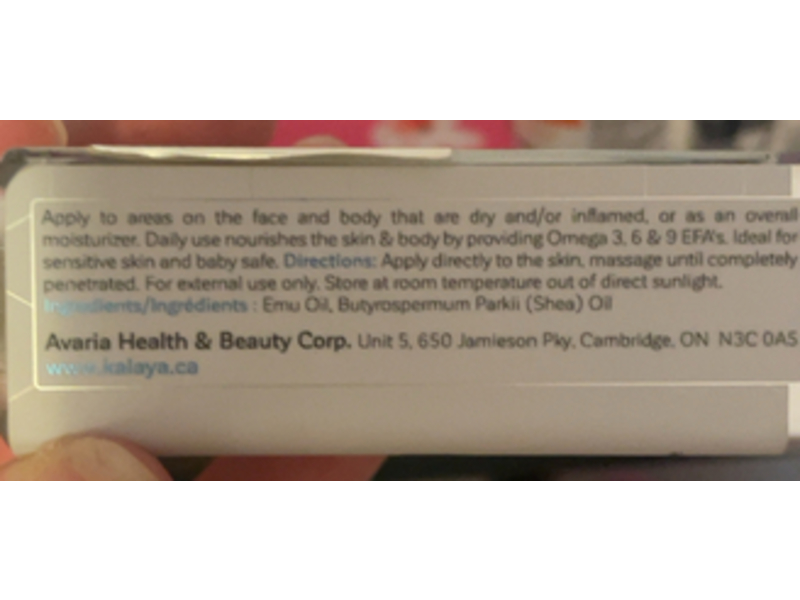 Apply to areas on the face and body that are dry and/or inflamed, or as an overall
moisturizer. Daily use nourishes the skin & body by providing Omega 3, 6 & 9 EFA's. Ideal for
sensitive skin and baby safe. Directions: Apply directly to the skin, massage until completely
penetrated. For external use only. Store at room temperature out of direct sunlight.
Ingredients/Ingrédients : Emu Oil, Butyrospermum Parkii (Shea) Oil
Avaria Health & Beauty Corp. Unit 5, 650 Jamieson Pky, Cambridge, ON N3C 0A5
www.kalaya.ca